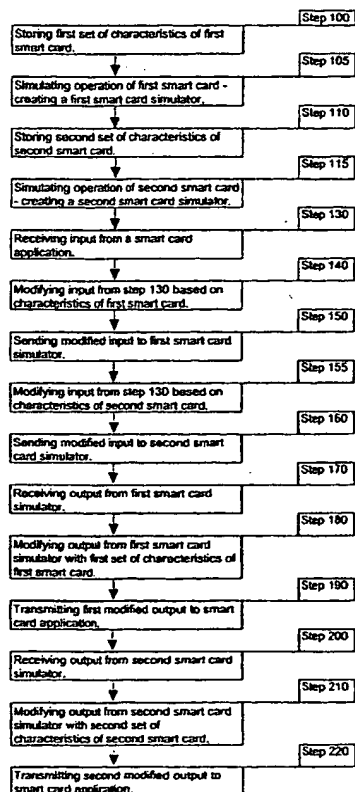 Step 100
Storing first set of characteristics of first
smart card.
Step 105
Simulating operation of first smart card -
creating a first smart card simulator.
Step 110
Storing second set of characteristics of
second smart card.
Step 115
Simulating operation of second smart card
- creating a second smart card simulator.
Step 130
Receiving input from a smart card
application.
Step 140
Modifying input from step 130 based on
characteristics of first smart card.
Step 150
Sending modified input to first smart card
simulator.
Step 155
Modifying input from step 130 based on
characteristics of second smart card.
Step 160
Sending modified input to second smart
card simulator.
Step 170
Receiving output from first smart card
simulator.
Step 180
Modifying output from first smart card
simulator with first set of characteristics of
first smart card.
Step 190
Transmitting first modified output to smart
card application.
Step 200
Receiving output from second smart card
simulator.
Step 210
Modifying output from second smart card
simulator with second set of
characteristics of second smart card.
Step 220
Transmitting second modified output to
smart card application.